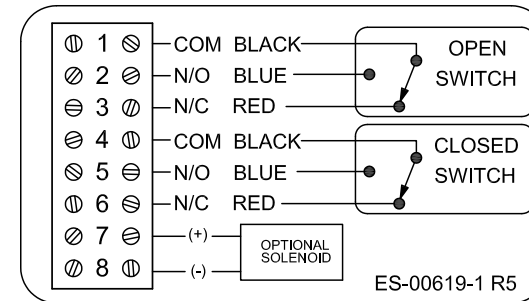 1 COM BLACK
2 N/O BLUE
3 N/C RED
OPEN
SWITCH
4 COM BLACK
5 N/O BLUE
6 N/C RED
CLOSED
SWITCH
7 (+)
8 (-)
OPTIONAL
SOLENOID
ES-00619-1 R5